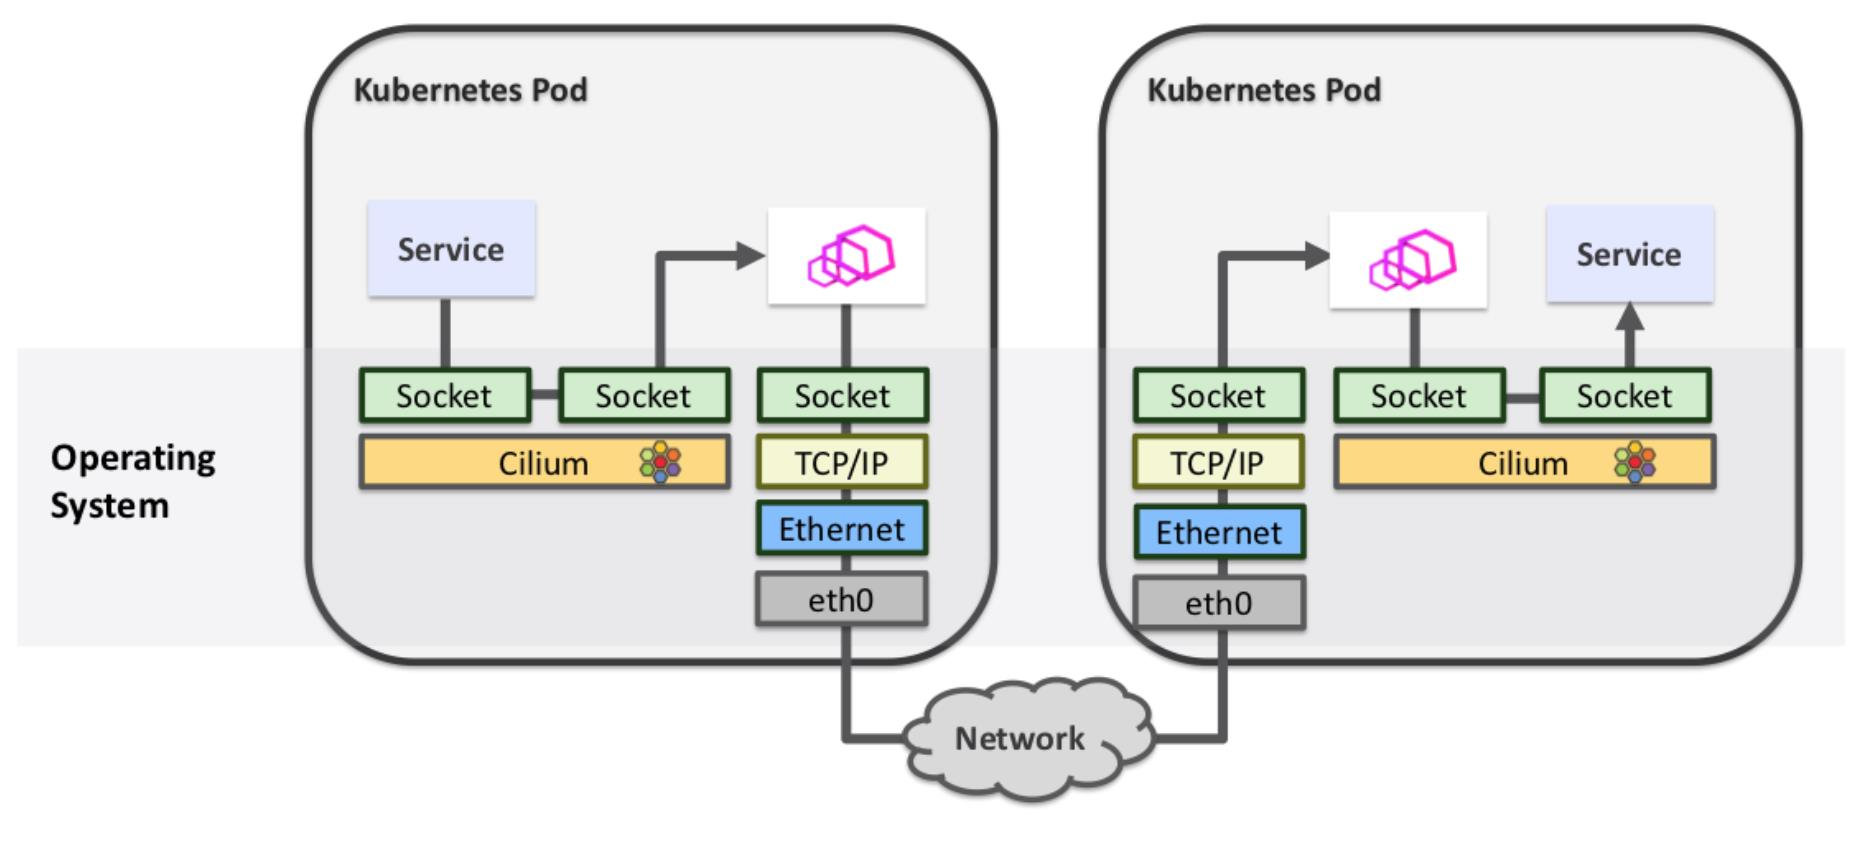 Kubernetes Pod
Kubernetes Pod
Service
Service
Socket
Socket
Socket
Socket
Socket
Socket
Operating
System
Cilium
TCP/IP
TCP/IP
Cilium
Ethernet
Ethernet
eth0
eth0
Network